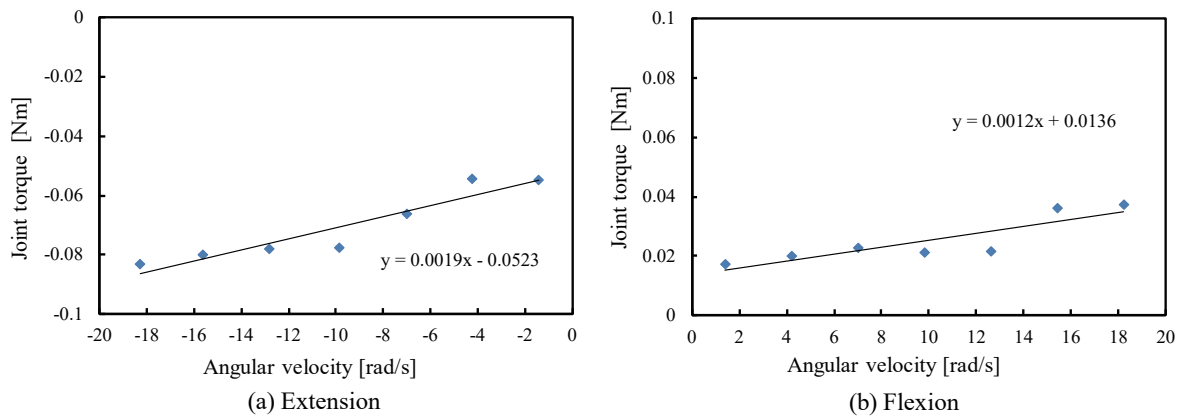 0
-0.02
-0.04
-0.06
-0.08
-0.1
Joint torque [Nm]
y = 0.0019x - 0.0523
-20 -18 -16 -14 -12 -10 -8 -6 -4 -2 0
Angular velocity [rad/s]
(a) Extension
0.1
0.08
0.06
0.04
0.02
0
Joint torque [Nm]
y = 0.0012x + 0.0136
0 2 4 6 8 10 12 14 16 18 20
Angular velocity [rad/s]
(b) Flexion